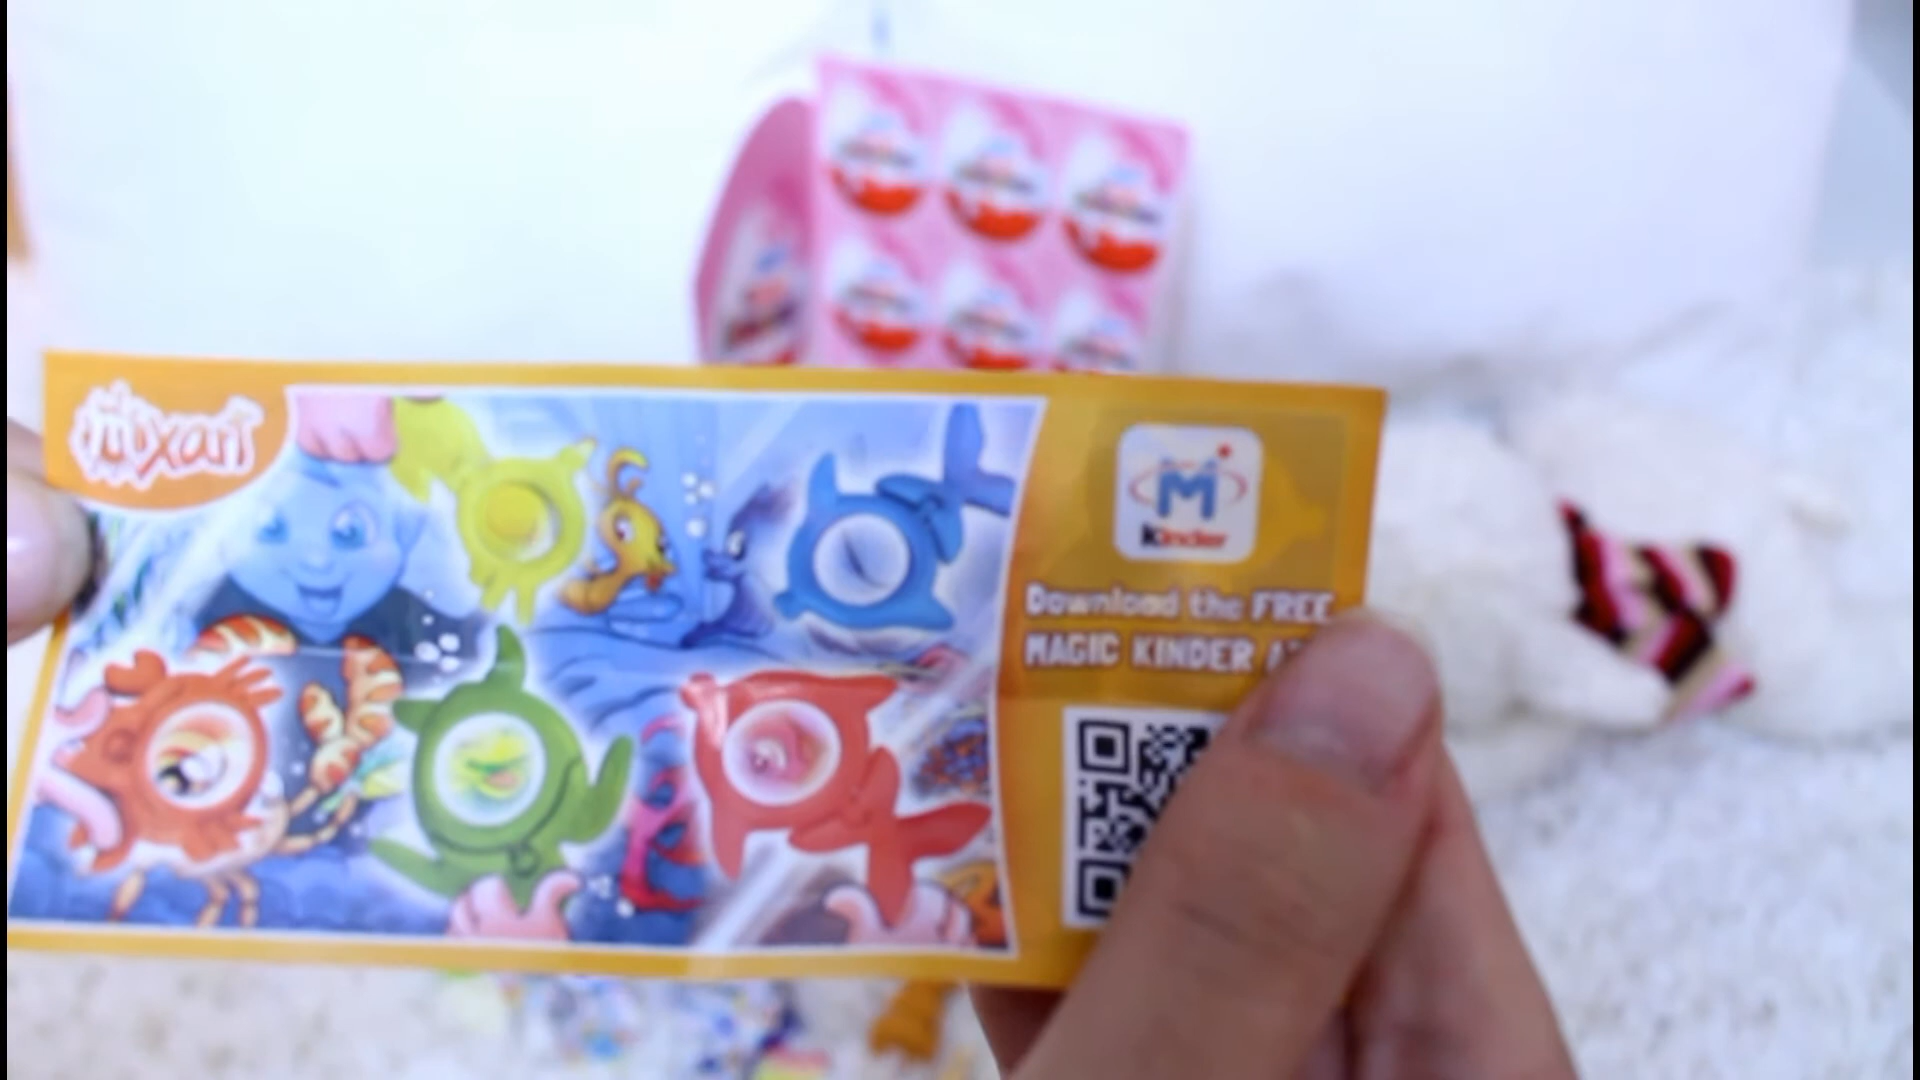 mixart
M
Kinder
Download the FREE
MAGIC KINDER